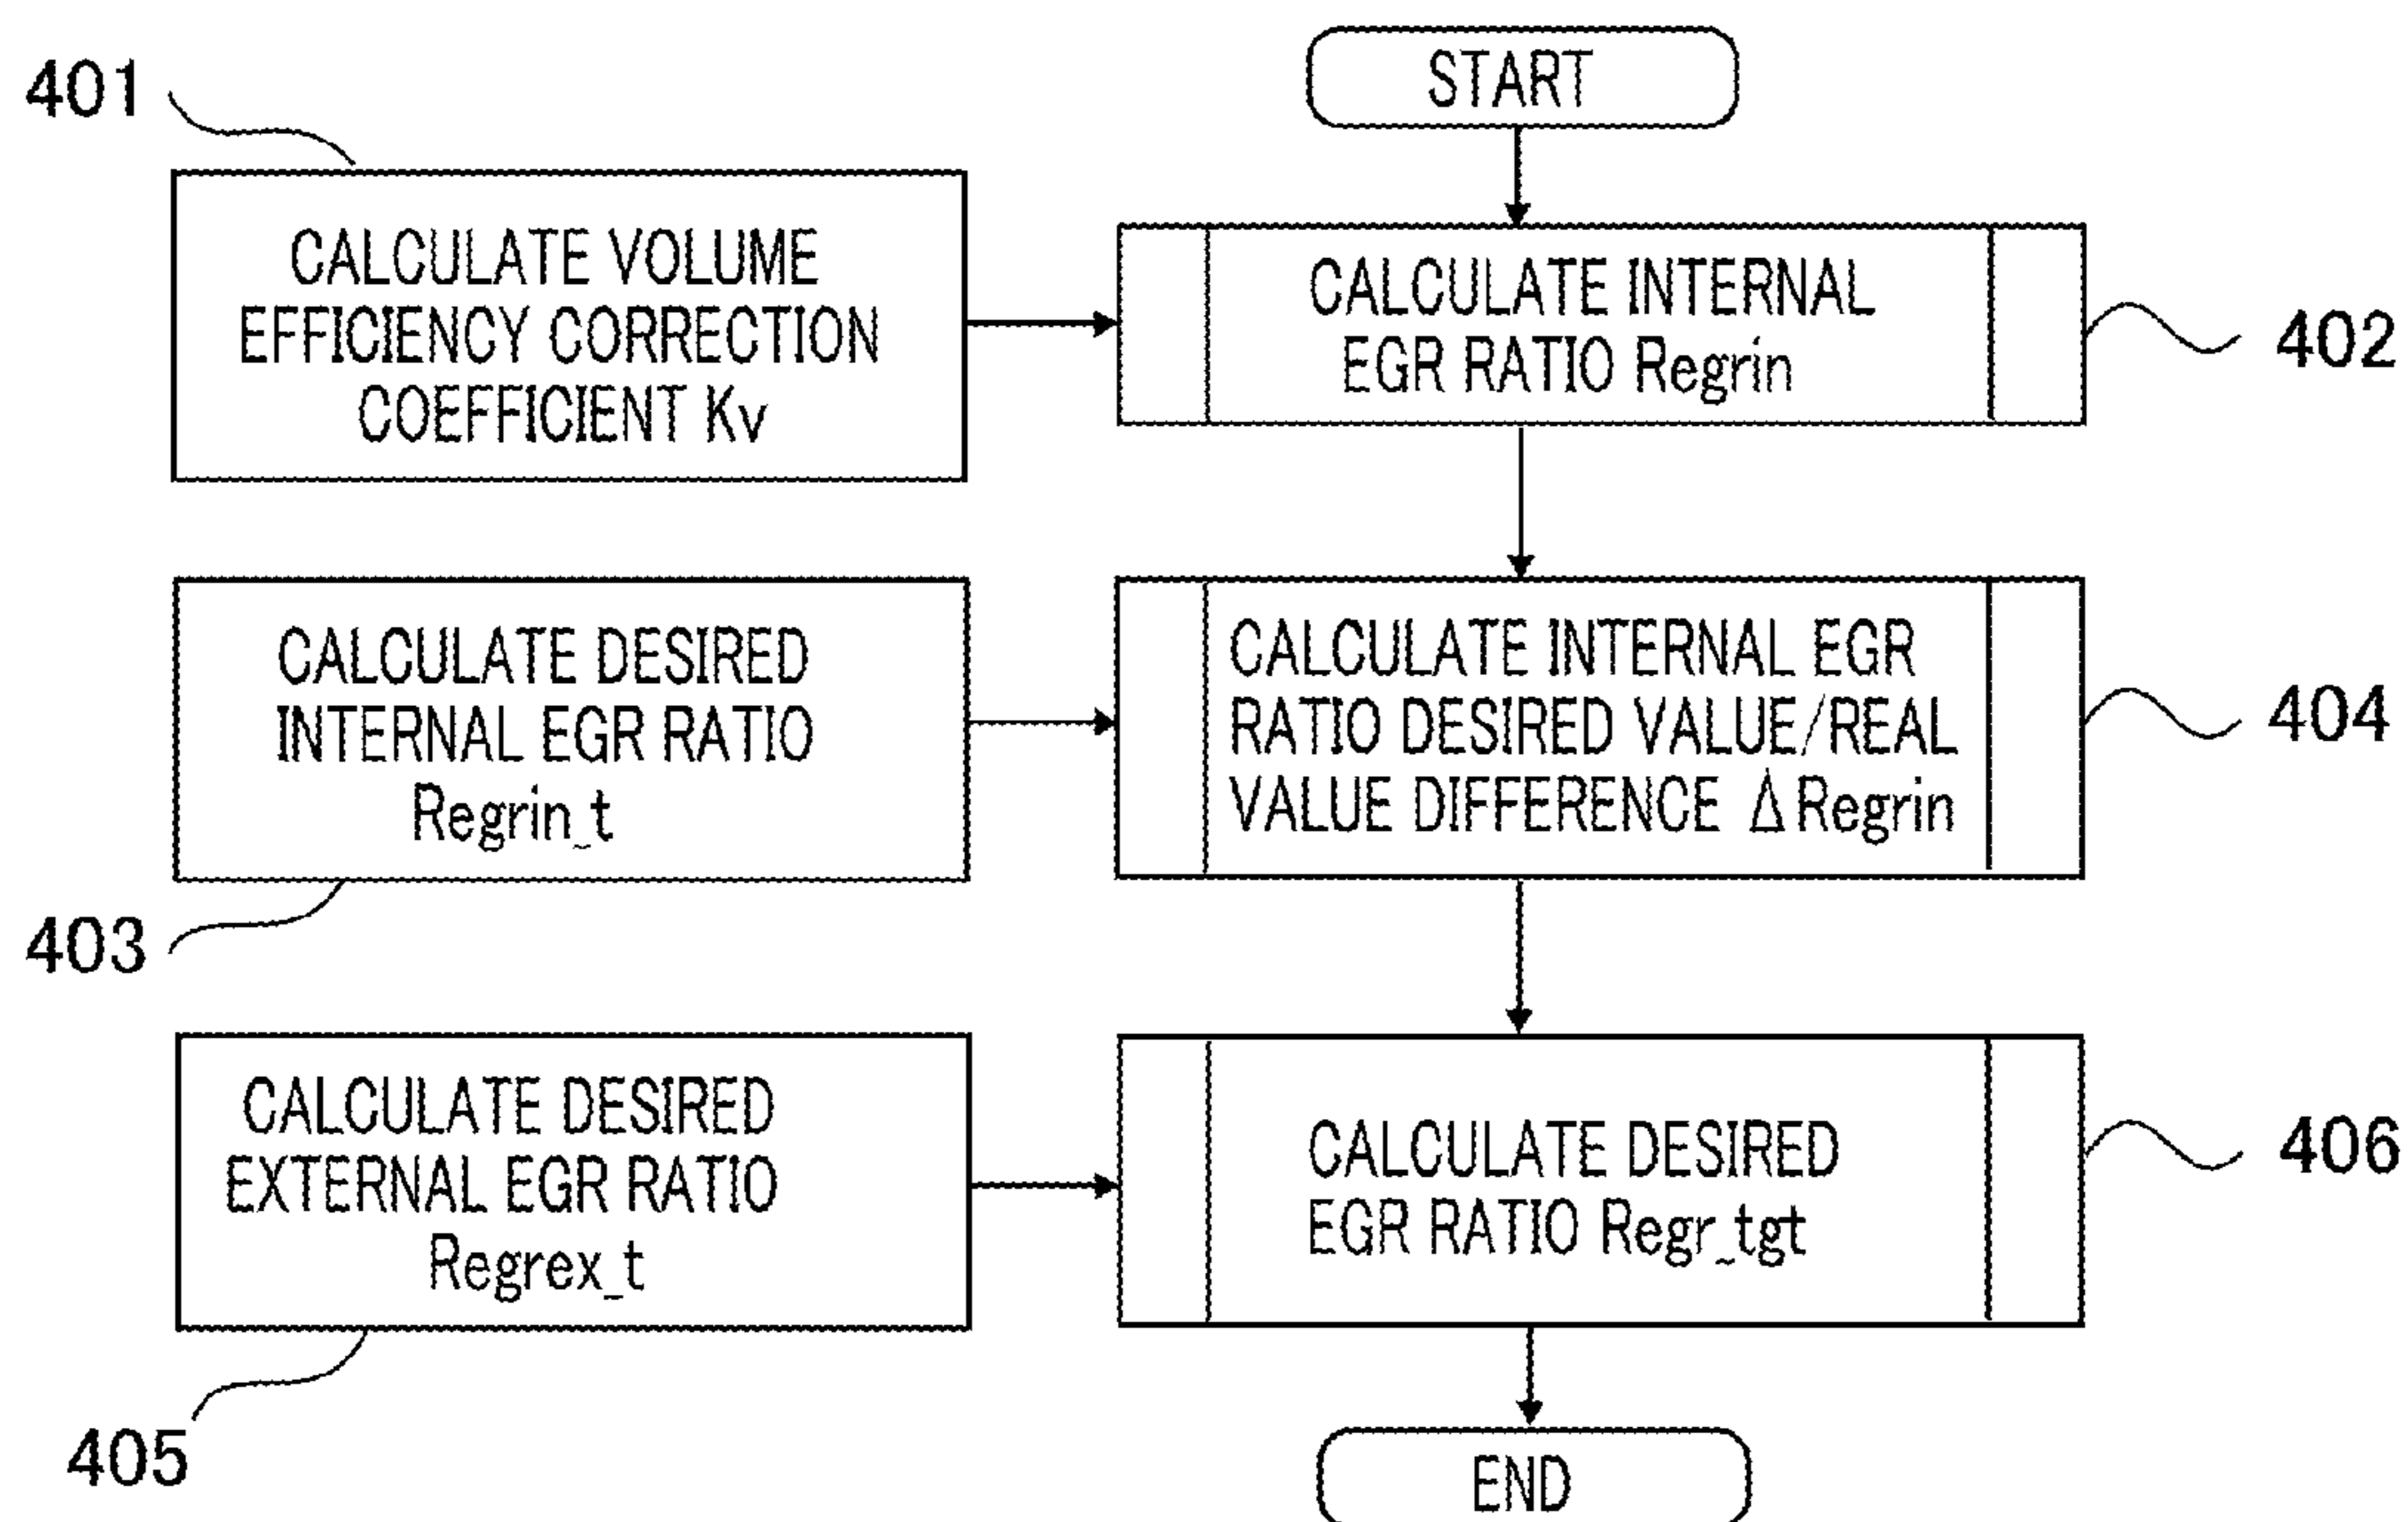 START
401
CALCULATE VOLUME
EFFICIENCY CORRECTION
COEFFICIENT Kv
CALCULATE INTERNAL
EGR RATIO Regrin
402
CALCULATE DESIRED
INTERNAL EGR RATIO
Regrin_t
403
CALCULATE INTERNAL EGR
RATIO DESIRED VALUE/REAL
VALUE DIFFERENCE Δ Regrin
404
CALCULATE DESIRED
EXTERNAL EGR RATIO
Regrex_t
405
CALCULATE DESIRED
EGR RATIO Regr_tgt
406
END